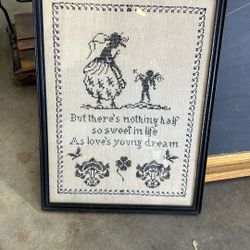 But there's nothing half
so sweet in life
As love's young dream